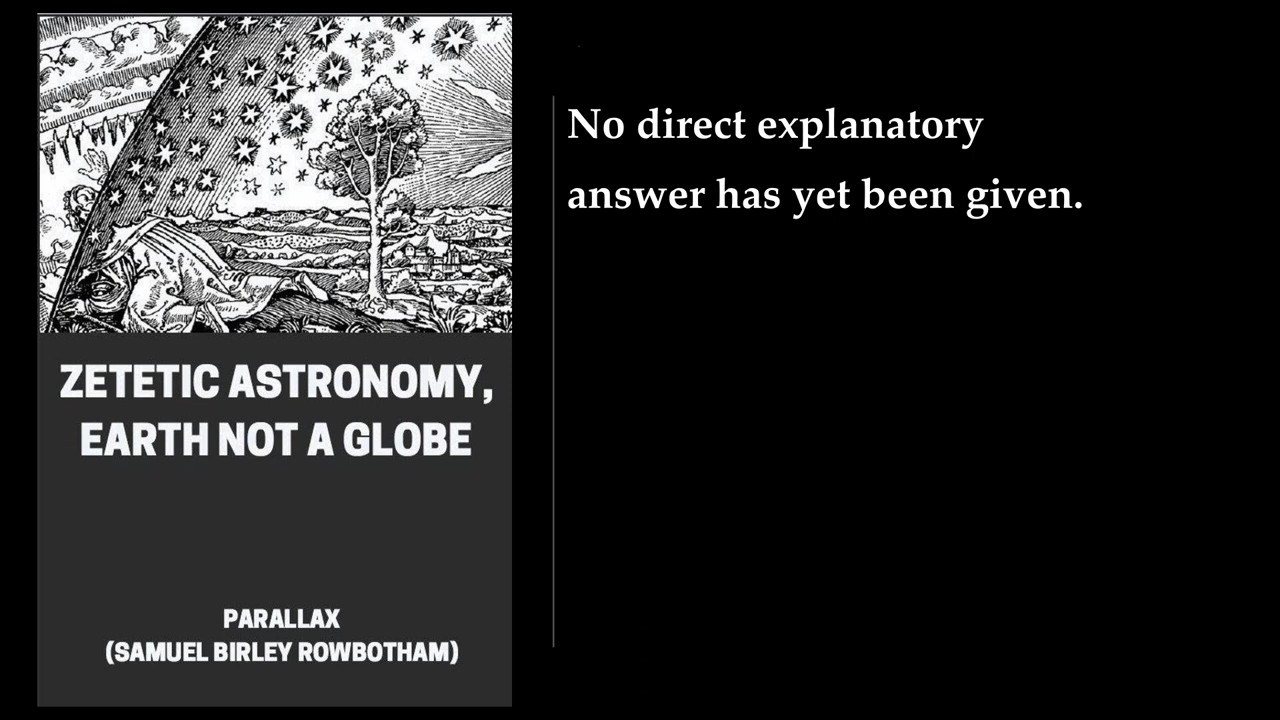 ZETETIC ASTRONOMY,
EARTH NOT A GLOBE
PARALLAX
(SAMUEL BIRLEY ROWBOTHAM)
No direct explanatory
answer has yet been given.